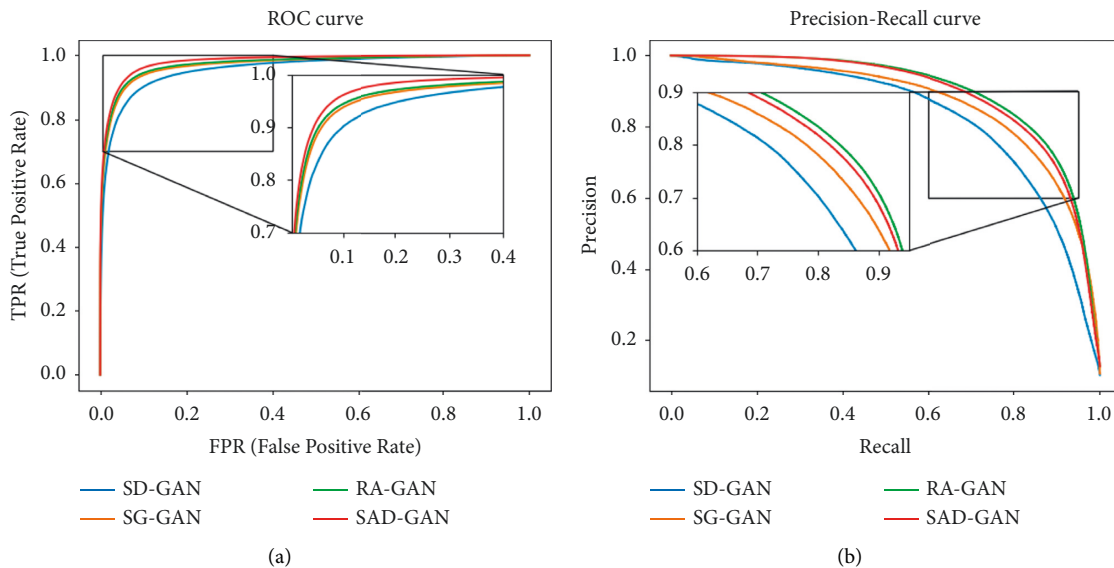 ROC curve
1.0
0.8
0.6
0.4
0.2
0.0
TPR (True Positive Rate)
1.0
0.9
0.8
0.7
0.1
0.2
0.3
0.4
0.0
0.2
0.4
0.6
0.8
1.0
FPR (False Positive Rate)
SD-GAN
RA-GAN
SG-GAN
SAD-GAN
(a)
Precision-Recall curve
1.0
0.8
0.6
0.4
0.2
Precision
0.9
0.8
0.7
0.6
0.6
0.7
0.8
0.9
0.0
0.2
0.4
0.6
0.8
1.0
Recall
SD-GAN
RA-GAN
SG-GAN
SAD-GAN
(b)